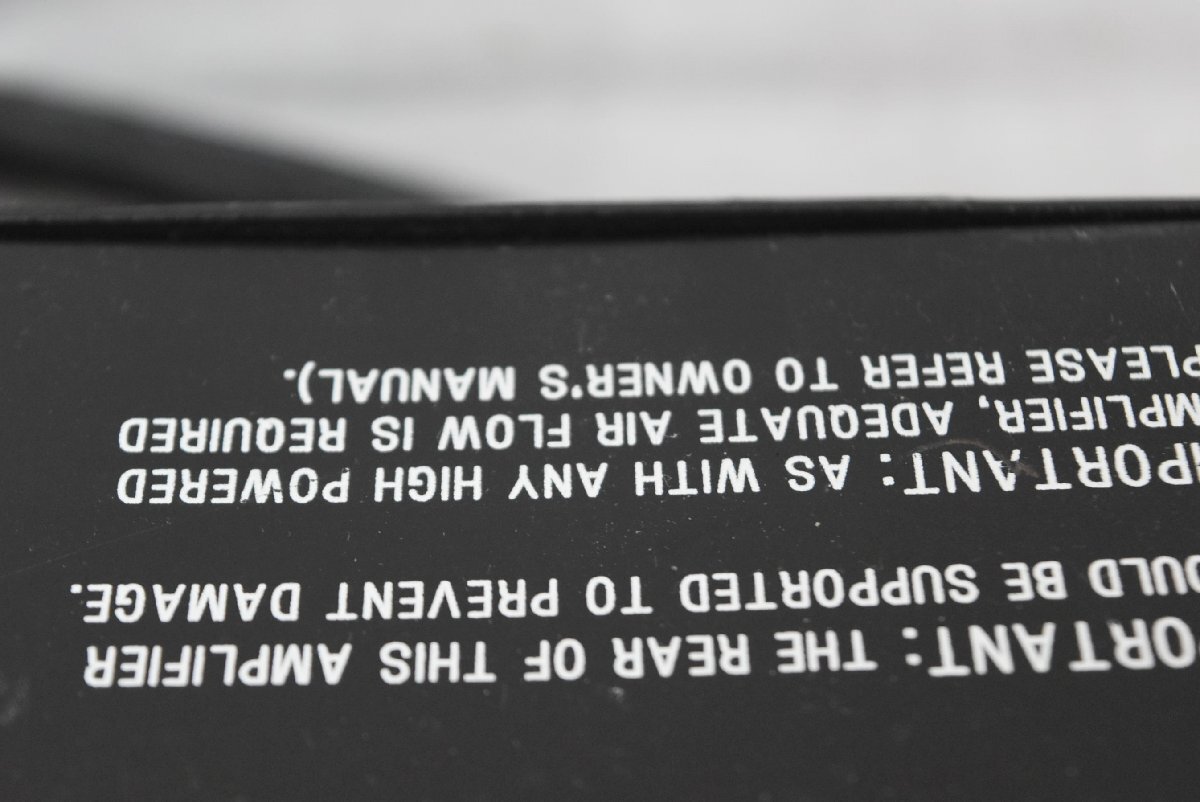 ORTANT: THE REAR OF THIS AMPLIFIER
OULD BE SUPPORTED TO PREVENT DAMAGE.
MPORTANT: AS WITH ANY HIGH POWERED
MPLIFIER, ADEQUATE AIR FLOW IS REQUIRED
PLEASE REFER TO OWNER'S MANUAL).